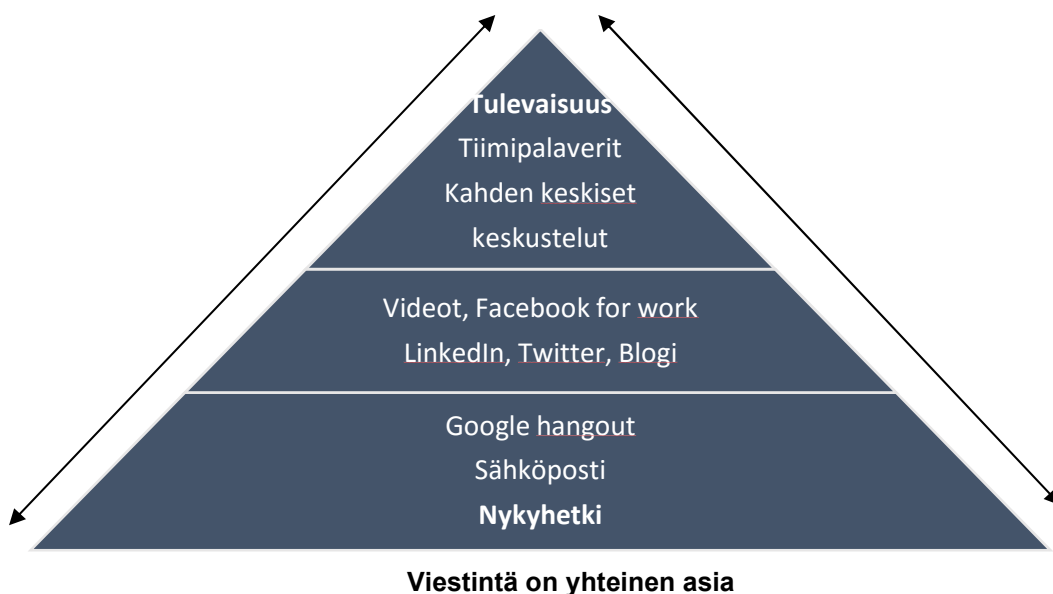 Tulevaisuus
Tiimipalaverit
Kahden keskiset
keskustelut
Videot, Facebook for work
LinkedIn, Twitter, Blogi
Google hangout
Sähköposti
Nykyhetki
Viestintä on yhteinen asia